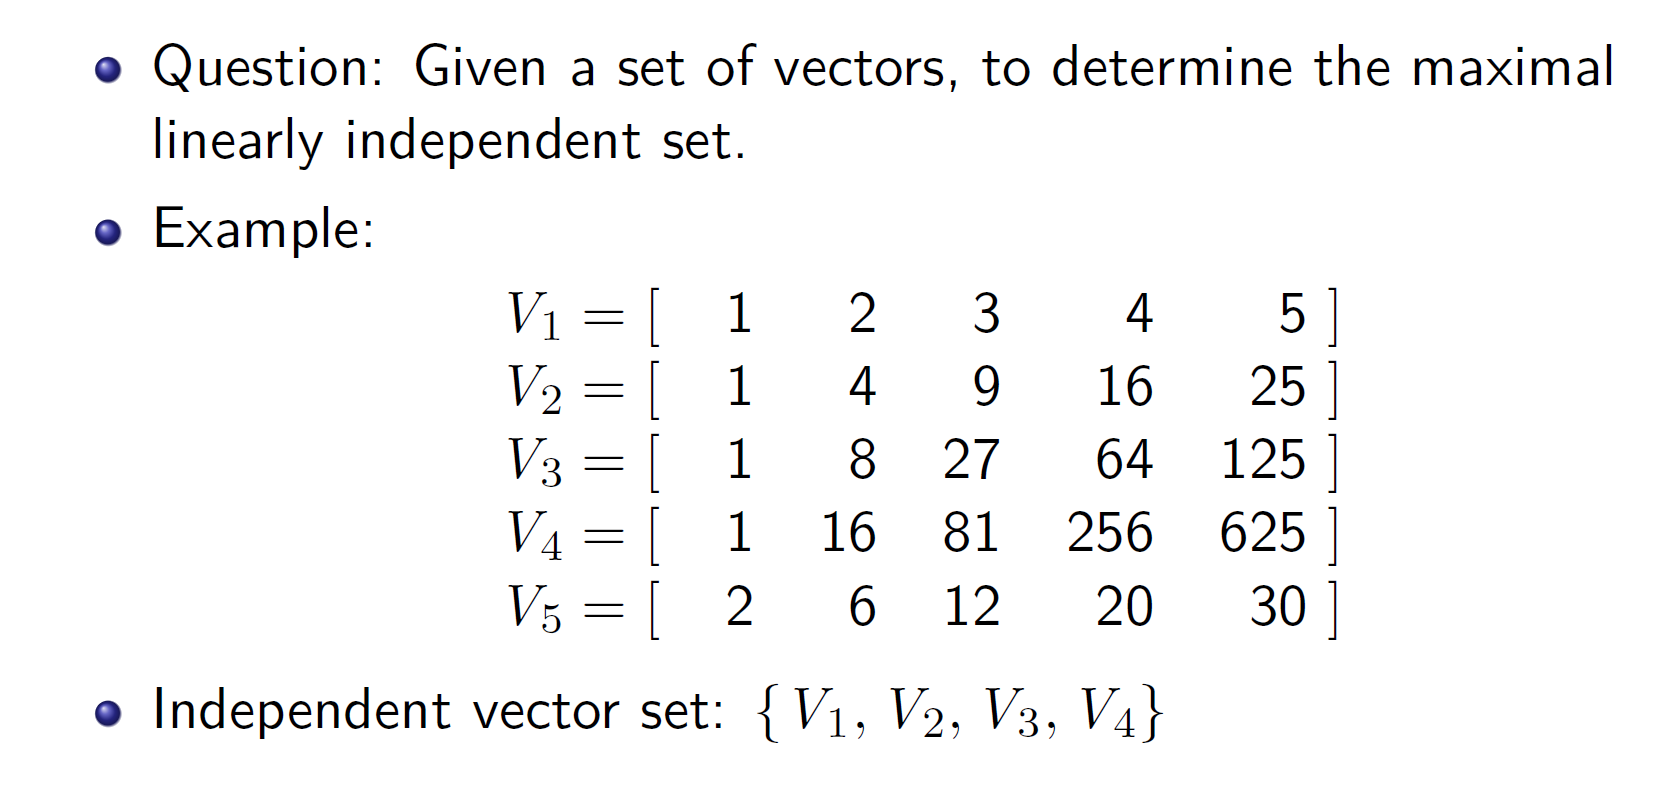 • Question: Given a set of vectors, to determine the maximal
linearly independent set.
• Example:
V₁ = [ 1 2 3 4 5 ]
V₂ = [ 1 4 9 16 25 ]
V₃ = [ 1 8 27 64 125 ]
V₄ = [ 1 16 81 256 625 ]
V₅ = [ 2 6 12 20 30 ]
• Independent vector set: {V₁, V₂, V₃, V₄}